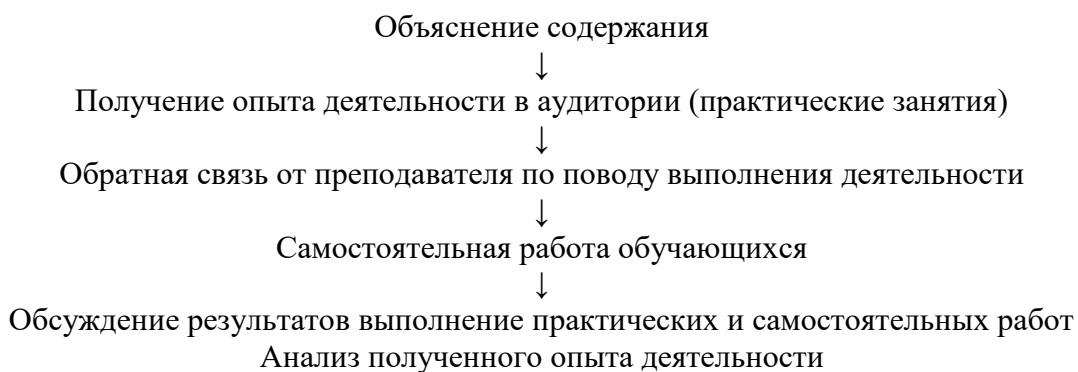 Объяснение содержания
↓
Получение опыта деятельности в аудитории (практические занятия)
↓
Обратная связь от преподавателя по поводу выполнения деятельности
↓
Самостоятельная работа обучающихся
↓
Обсуждение результатов выполнение практических и самостоятельных работ
Анализ полученного опыта деятельности